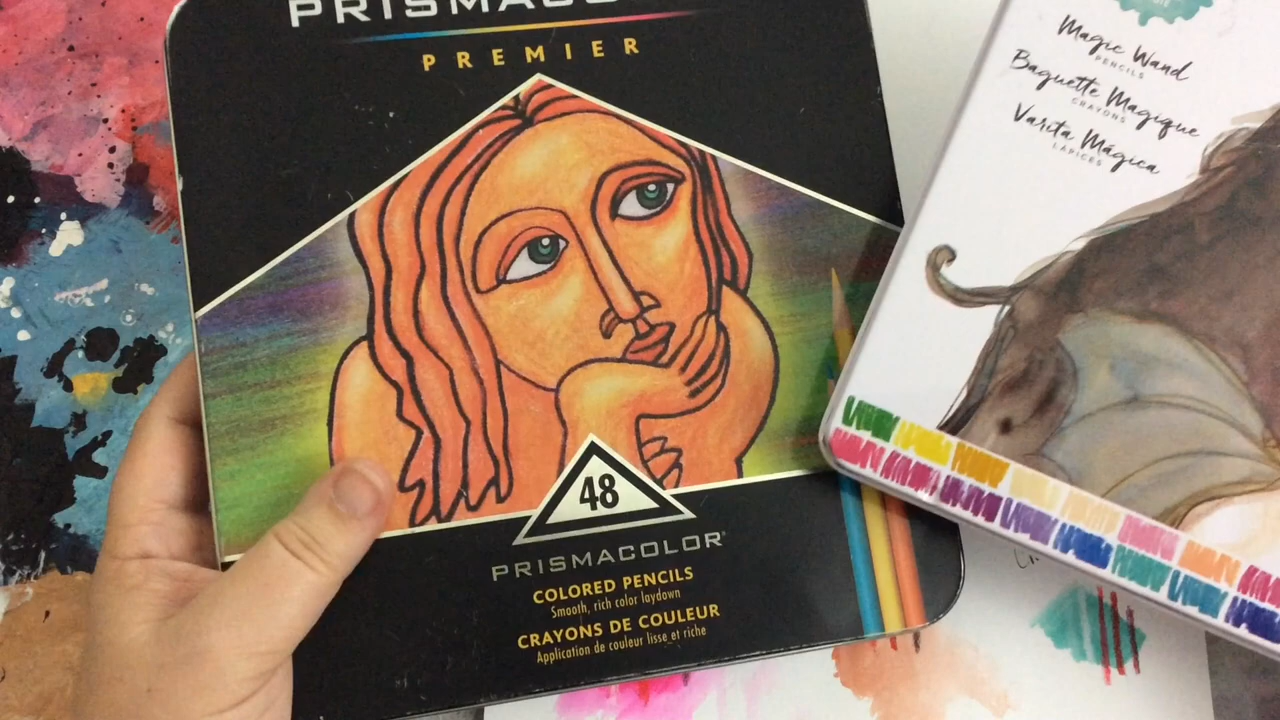 PRISMACO
PREMIER
48
PRISMACOLOR
COLORED PENCILS
Smooth, rich color laydown
CRAYONS DE COULEUR
Application de couleur lisse et riche
Magic Wand
PENCILS
Baguette Magique
CRAYONS
Varita Mágica
LÁPICES